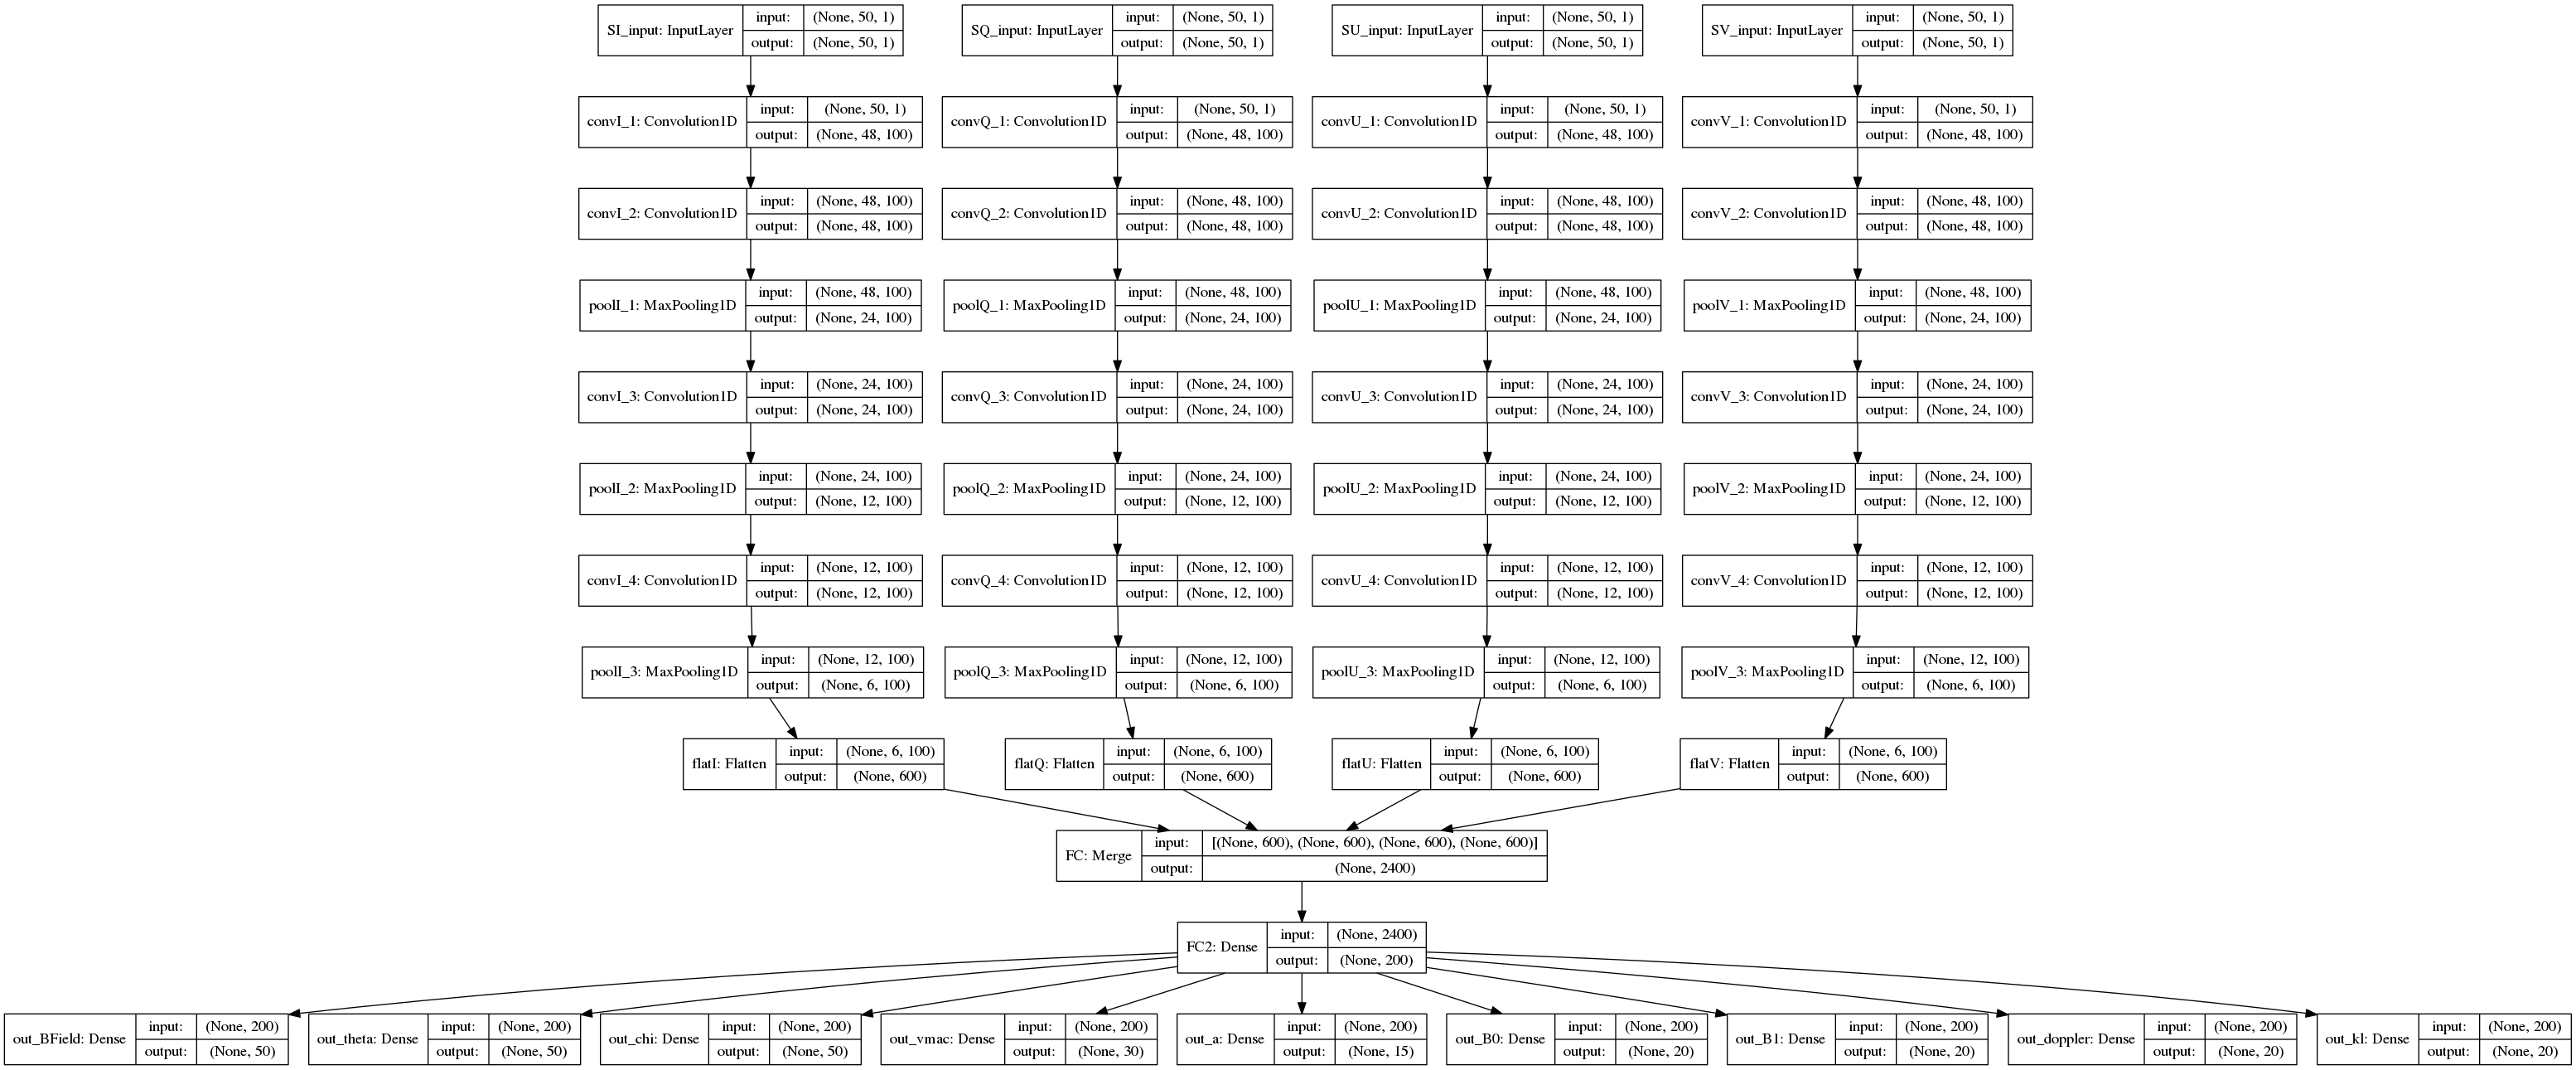 SI_input: InputLayer input: (None, 50, 1) output: (None, 50, 1)
SQ_input: InputLayer input: (None, 50, 1) output: (None, 50, 1)
SU_input: InputLayer input: (None, 50, 1) output: (None, 50, 1)
SV_input: InputLayer input: (None, 50, 1) output: (None, 50, 1)
convI_1: Convolution1D input: (None, 50, 1) output: (None, 48, 100)
convQ_1: Convolution1D input: (None, 50, 1) output: (None, 48, 100)
convU_1: Convolution1D input: (None, 50, 1) output: (None, 48, 100)
convV_1: Convolution1D input: (None, 50, 1) output: (None, 48, 100)
convI_2: Convolution1D input: (None, 48, 100) output: (None, 48, 100)
convQ_2: Convolution1D input: (None, 48, 100) output: (None, 48, 100)
convU_2: Convolution1D input: (None, 48, 100) output: (None, 48, 100)
convV_2: Convolution1D input: (None, 48, 100) output: (None, 48, 100)
poolI_1: MaxPooling1D input: (None, 48, 100) output: (None, 24, 100)
poolQ_1: MaxPooling1D input: (None, 48, 100) output: (None, 24, 100)
poolU_1: MaxPooling1D input: (None, 48, 100) output: (None, 24, 100)
poolV_1: MaxPooling1D input: (None, 48, 100) output: (None, 24, 100)
convI_3: Convolution1D input: (None, 24, 100) output: (None, 24, 100)
convQ_3: Convolution1D input: (None, 24, 100) output: (None, 24, 100)
convU_3: Convolution1D input: (None, 24, 100) output: (None, 24, 100)
convV_3: Convolution1D input: (None, 24, 100) output: (None, 24, 100)
poolI_2: MaxPooling1D input: (None, 24, 100) output: (None, 12, 100)
poolQ_2: MaxPooling1D input: (None, 24, 100) output: (None, 12, 100)
poolU_2: MaxPooling1D input: (None, 24, 100) output: (None, 12, 100)
poolV_2: MaxPooling1D input: (None, 24, 100) output: (None, 12, 100)
convI_4: Convolution1D input: (None, 12, 100) output: (None, 12, 100)
convQ_4: Convolution1D input: (None, 12, 100) output: (None, 12, 100)
convU_4: Convolution1D input: (None, 12, 100) output: (None, 12, 100)
convV_4: Convolution1D input: (None, 12, 100) output: (None, 12, 100)
poolI_3: MaxPooling1D input: (None, 12, 100) output: (None, 6, 100)
poolQ_3: MaxPooling1D input: (None, 12, 100) output: (None, 6, 100)
poolU_3: MaxPooling1D input: (None, 12, 100) output: (None, 6, 100)
poolV_3: MaxPooling1D input: (None, 12, 100) output: (None, 6, 100)
flatI: Flatten input: (None, 6, 100) output: (None, 600)
flatQ: Flatten input: (None, 6, 100) output: (None, 600)
flatU: Flatten input: (None, 6, 100) output: (None, 600)
flatV: Flatten input: (None, 6, 100) output: (None, 600)
FC: Merge input: [(None, 600), (None, 600), (None, 600), (None, 600)] output: (None, 2400)
FC2: Dense input: (None, 2400) output: (None, 200)
out_BField: Dense input: (None, 200) output: (None, 50)
out_theta: Dense input: (None, 200) output: (None, 50)
out_chi: Dense input: (None, 200) output: (None, 50)
out_vmac: Dense input: (None, 200) output: (None, 30)
out_a: Dense input: (None, 200) output: (None, 15)
out_B0: Dense input: (None, 200) output: (None, 20)
out_B1: Dense input: (None, 200) output: (None, 20)
out_doppler: Dense input: (None, 200) output: (None, 20)
out_kl: Dense input: (None, 200) output: (None, 20)